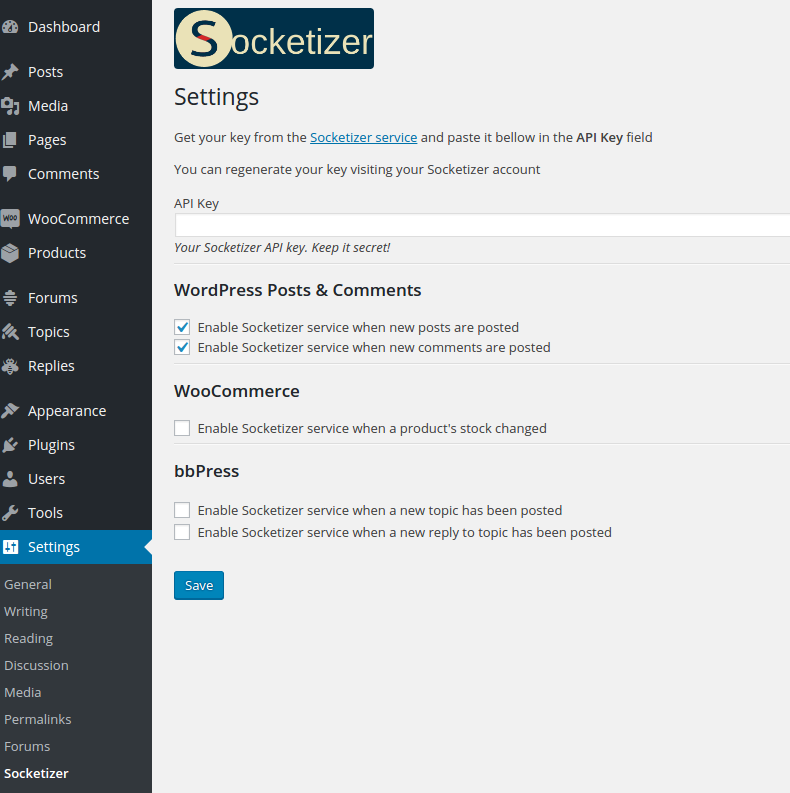 Dashboard
Posts
Media
Pages
Comments
WOO
WooCommerce
Products
Forums
Topics
Replies
Appearance
Plugins
Users
Tools
Settings
General
Writing
Reading
Discussion
Media
Permalinks
Forums
Socketizer
Socketizer
Settings
Get your key from the Socketizer service and paste it bellow in the API Key field
You can regenerate your key visiting your Socketizer account
API Key
Your Socketizer API key. Keep it secret!
WordPress Posts & Comments
Enable Socketizer service when new posts are posted
Enable Socketizer service when new comments are posted
WooCommerce
Enable Socketizer service when a product's stock changed
bbPress
Enable Socketizer service when a new topic has been posted
Enable Socketizer service when a new reply to topic has been posted
Save